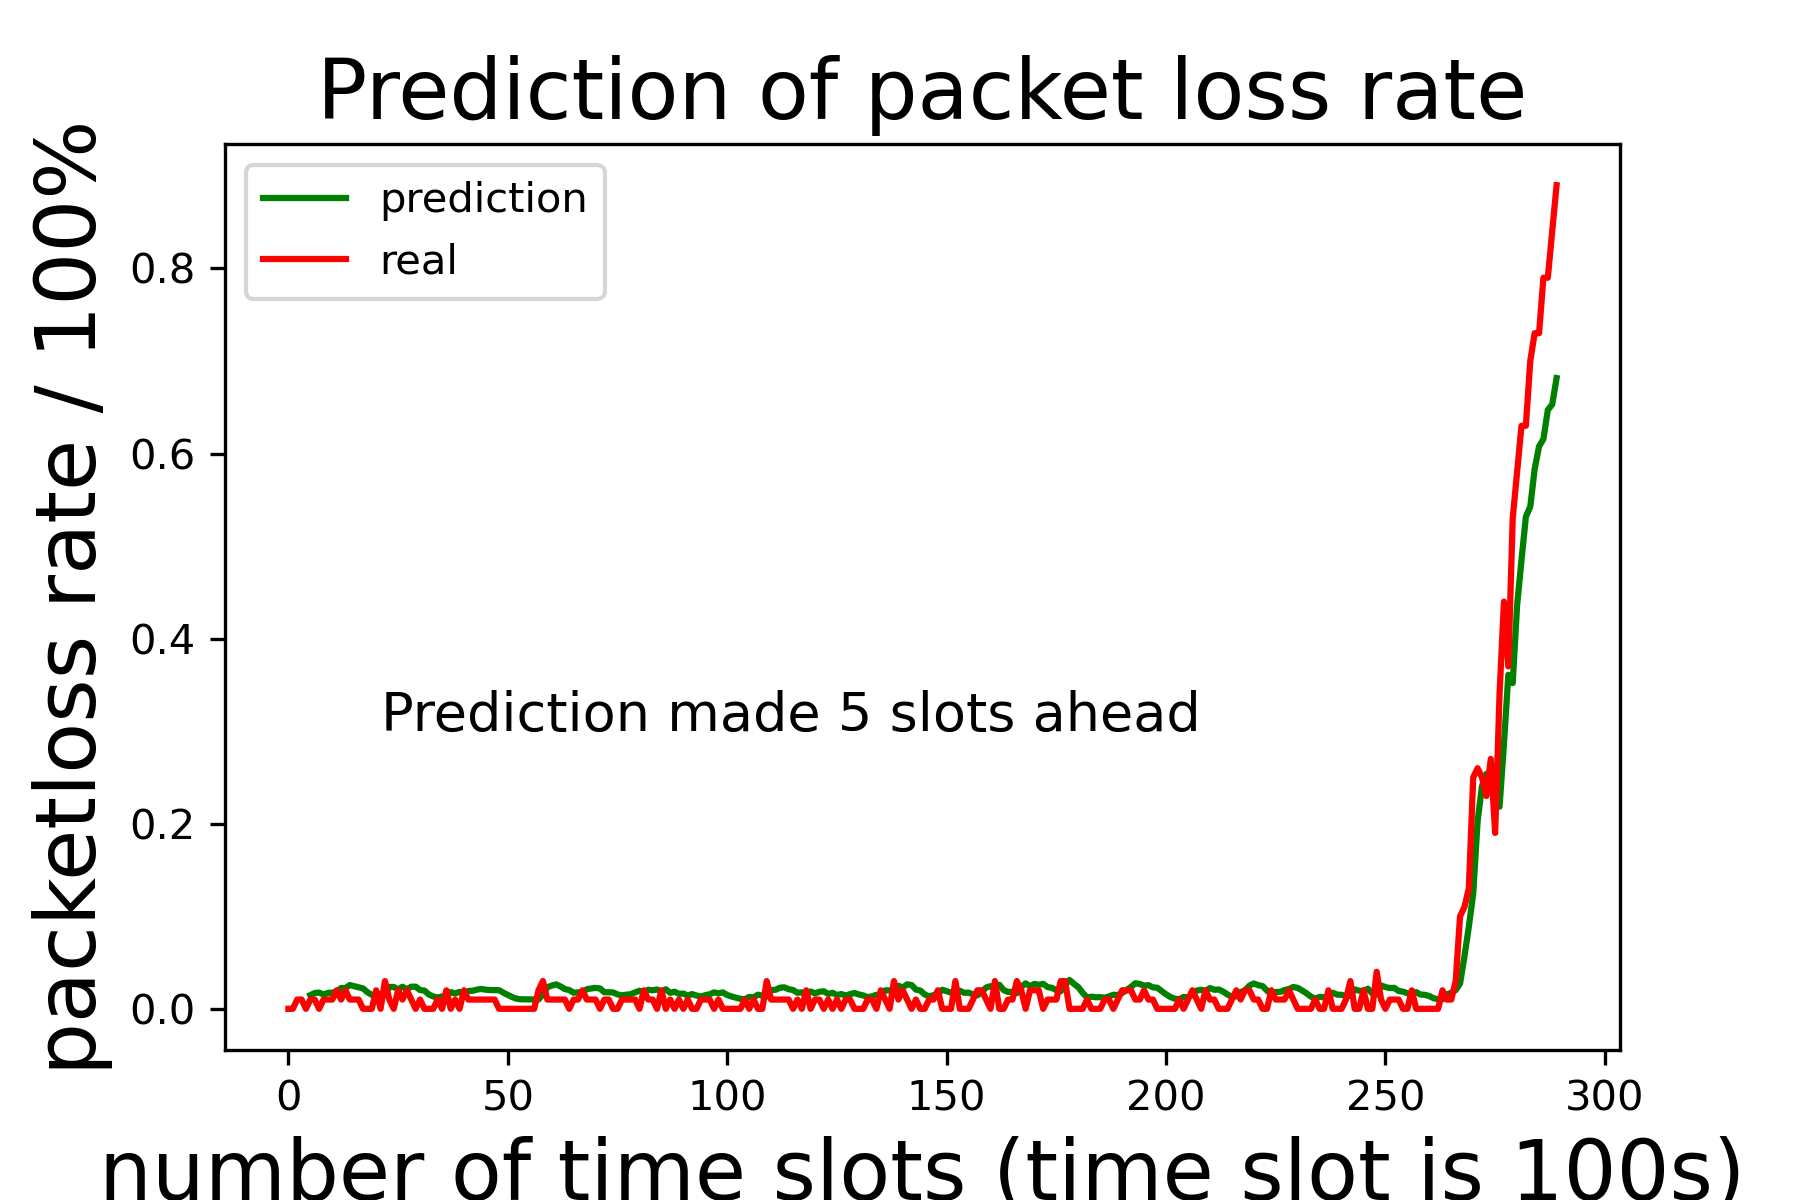 Prediction of packet loss rate
packetloss rate / 100%
prediction
real
0.8
0.6
0.4
0.2
0.0
Prediction made 5 slots ahead
0 50 100 150 200 250 300
number of time slots (time slot is 100s)